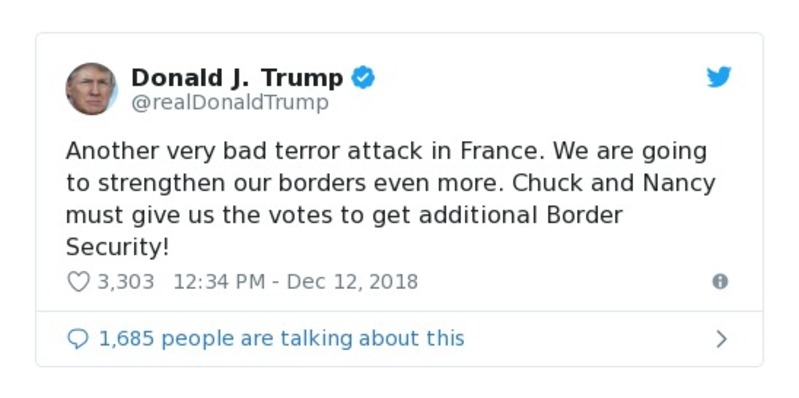 Donald J. Trump
@realDonaldTrump
Another very bad terror attack in France. We are going
to strengthen our borders even more. Chuck and Nancy
must give us the votes to get additional Border
Security!
3,303 12:34 PM - Dec 12, 2018
1,685 people are talking about this